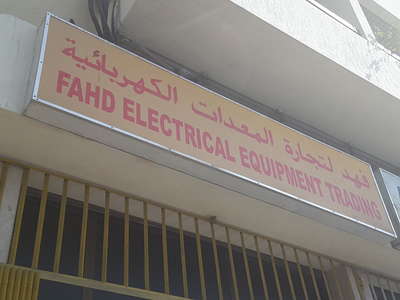 فهد لتجارة المعدات الكهربائية
FAHD ELECTRICAL EQUIPMENT TRADING